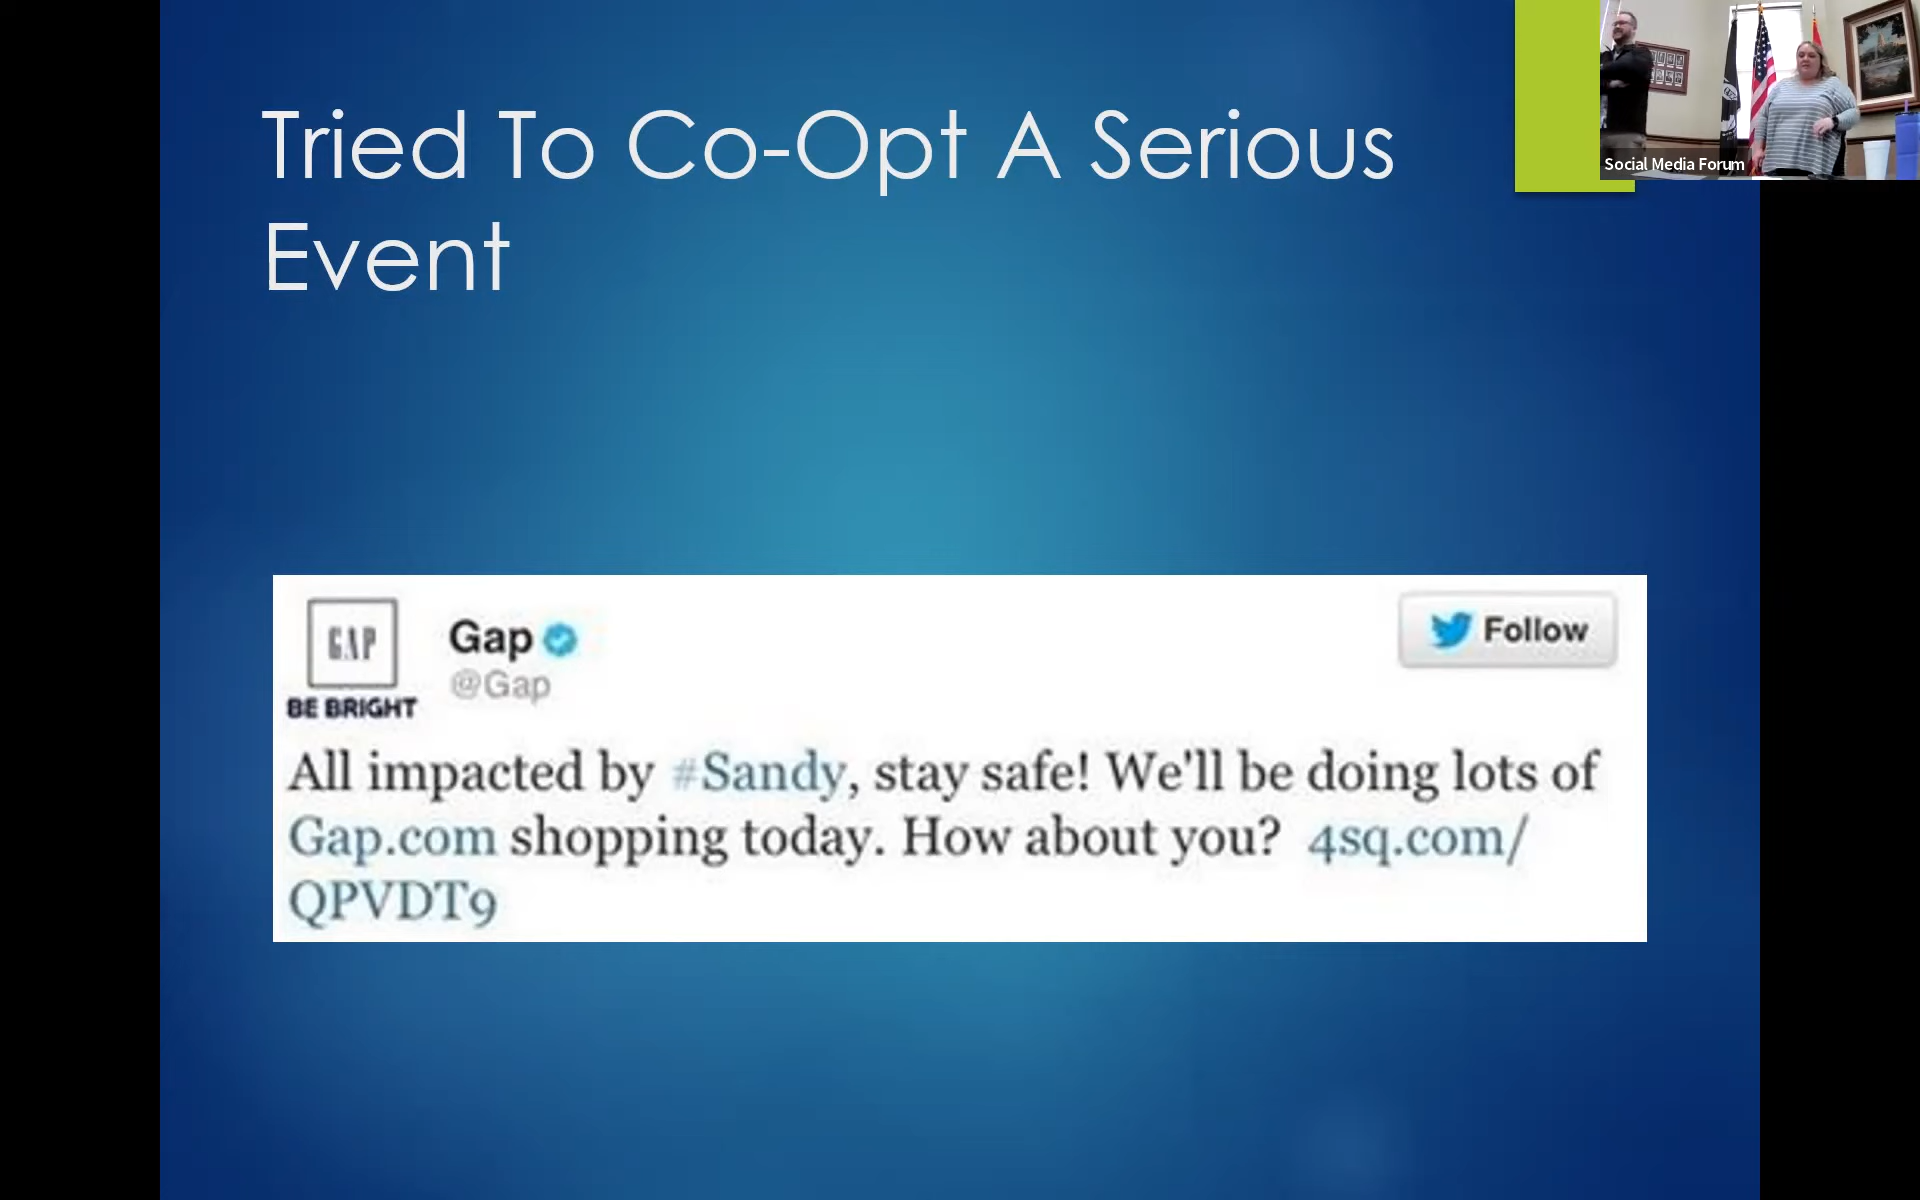 Tried To Co-Opt A Serious
Event
Social Media Forum
GAP
BE BRIGHT
Gap
@Gap
Follow
All impacted by #Sandy, stay safe! We'll be doing lots of
Gap.com shopping today. How about you? 4sq.com/
QPVDT9